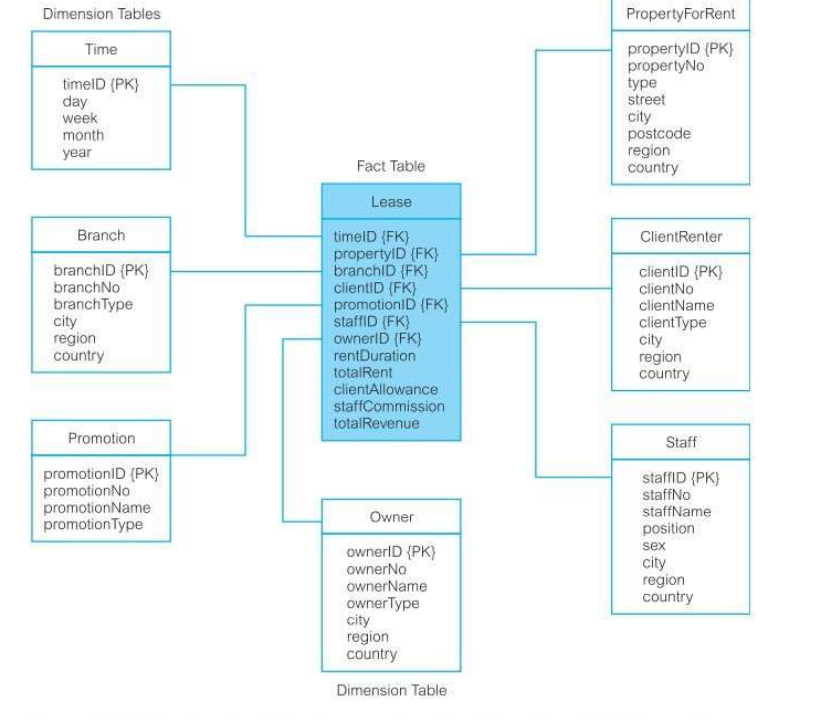 Dimension Tables
Time
timeID {PK}
day
week
month
year
Branch
branchID {PK}
branchNo
branchType
city
region
country
Promotion
promotionID {PK}
promotionNo
promotionName
promotionType
Fact Table
Lease
timeID {FK}
propertyID {FK}
branchID {FK}
clientID {FK}
promotionID {FK}
staffID {FK}
ownerID {FK}
rentDuration
totalRent
clientAllowance
staffCommission
totalRevenue
Owner
ownerID {PK}
ownerNo
ownerName
ownerType
city
region
country
Dimension Table
PropertyForRent
propertyID {PK}
propertyNo
type
street
city
postcode
region
country
ClientRenter
clientID {PK}
clientNo
clientName
clientType
city
region
country
Staff
staffID {PK}
staffNo
staffName
position
sex
city
region
country